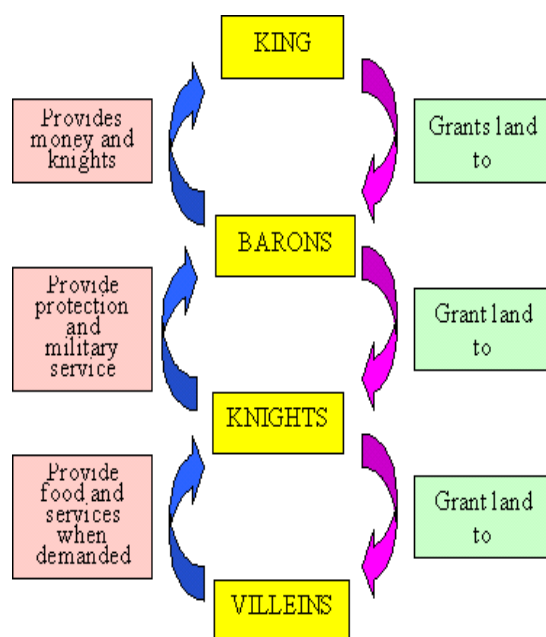 KING
Provides
money and
knights
Grants land
to
BARONS
Provide
protection
and
military
service
Grant land
to
KNIGHTS
Provide
food and
services
when
demanded
Grant land
to
VILLEINS